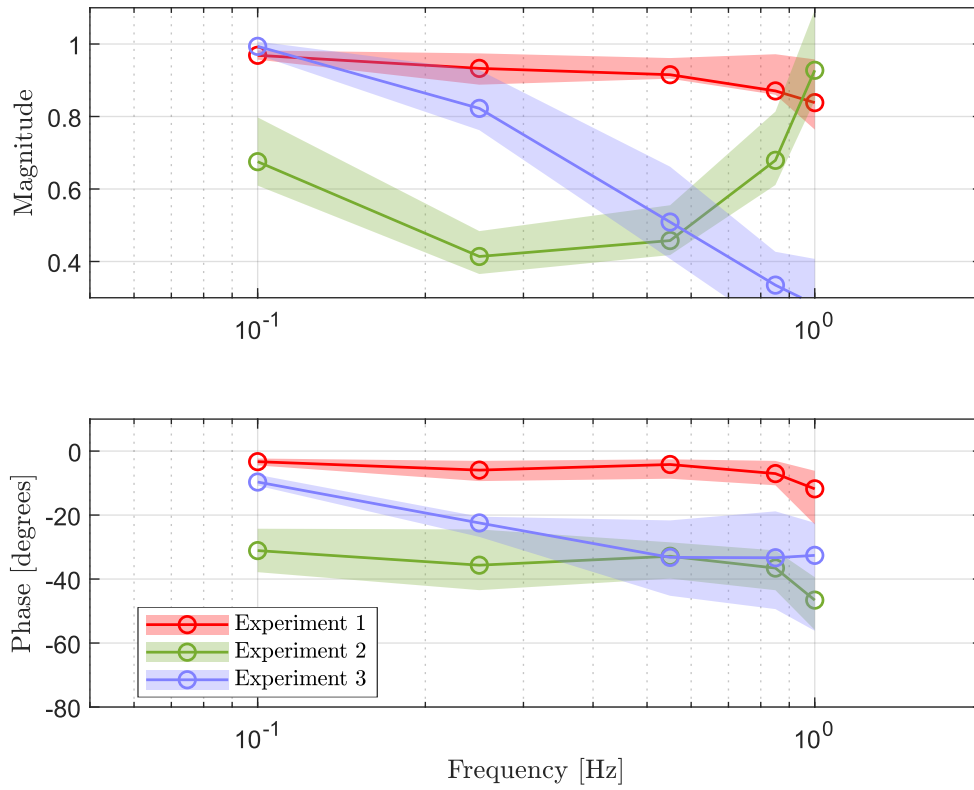 1
0.8
0.6
0.4
Magnitude
10^-1
10^0
0
-20
-40
-60
-80
Phase [degrees]
Experiment 1
Experiment 2
Experiment 3
10^-1
10^0
Frequency [Hz]